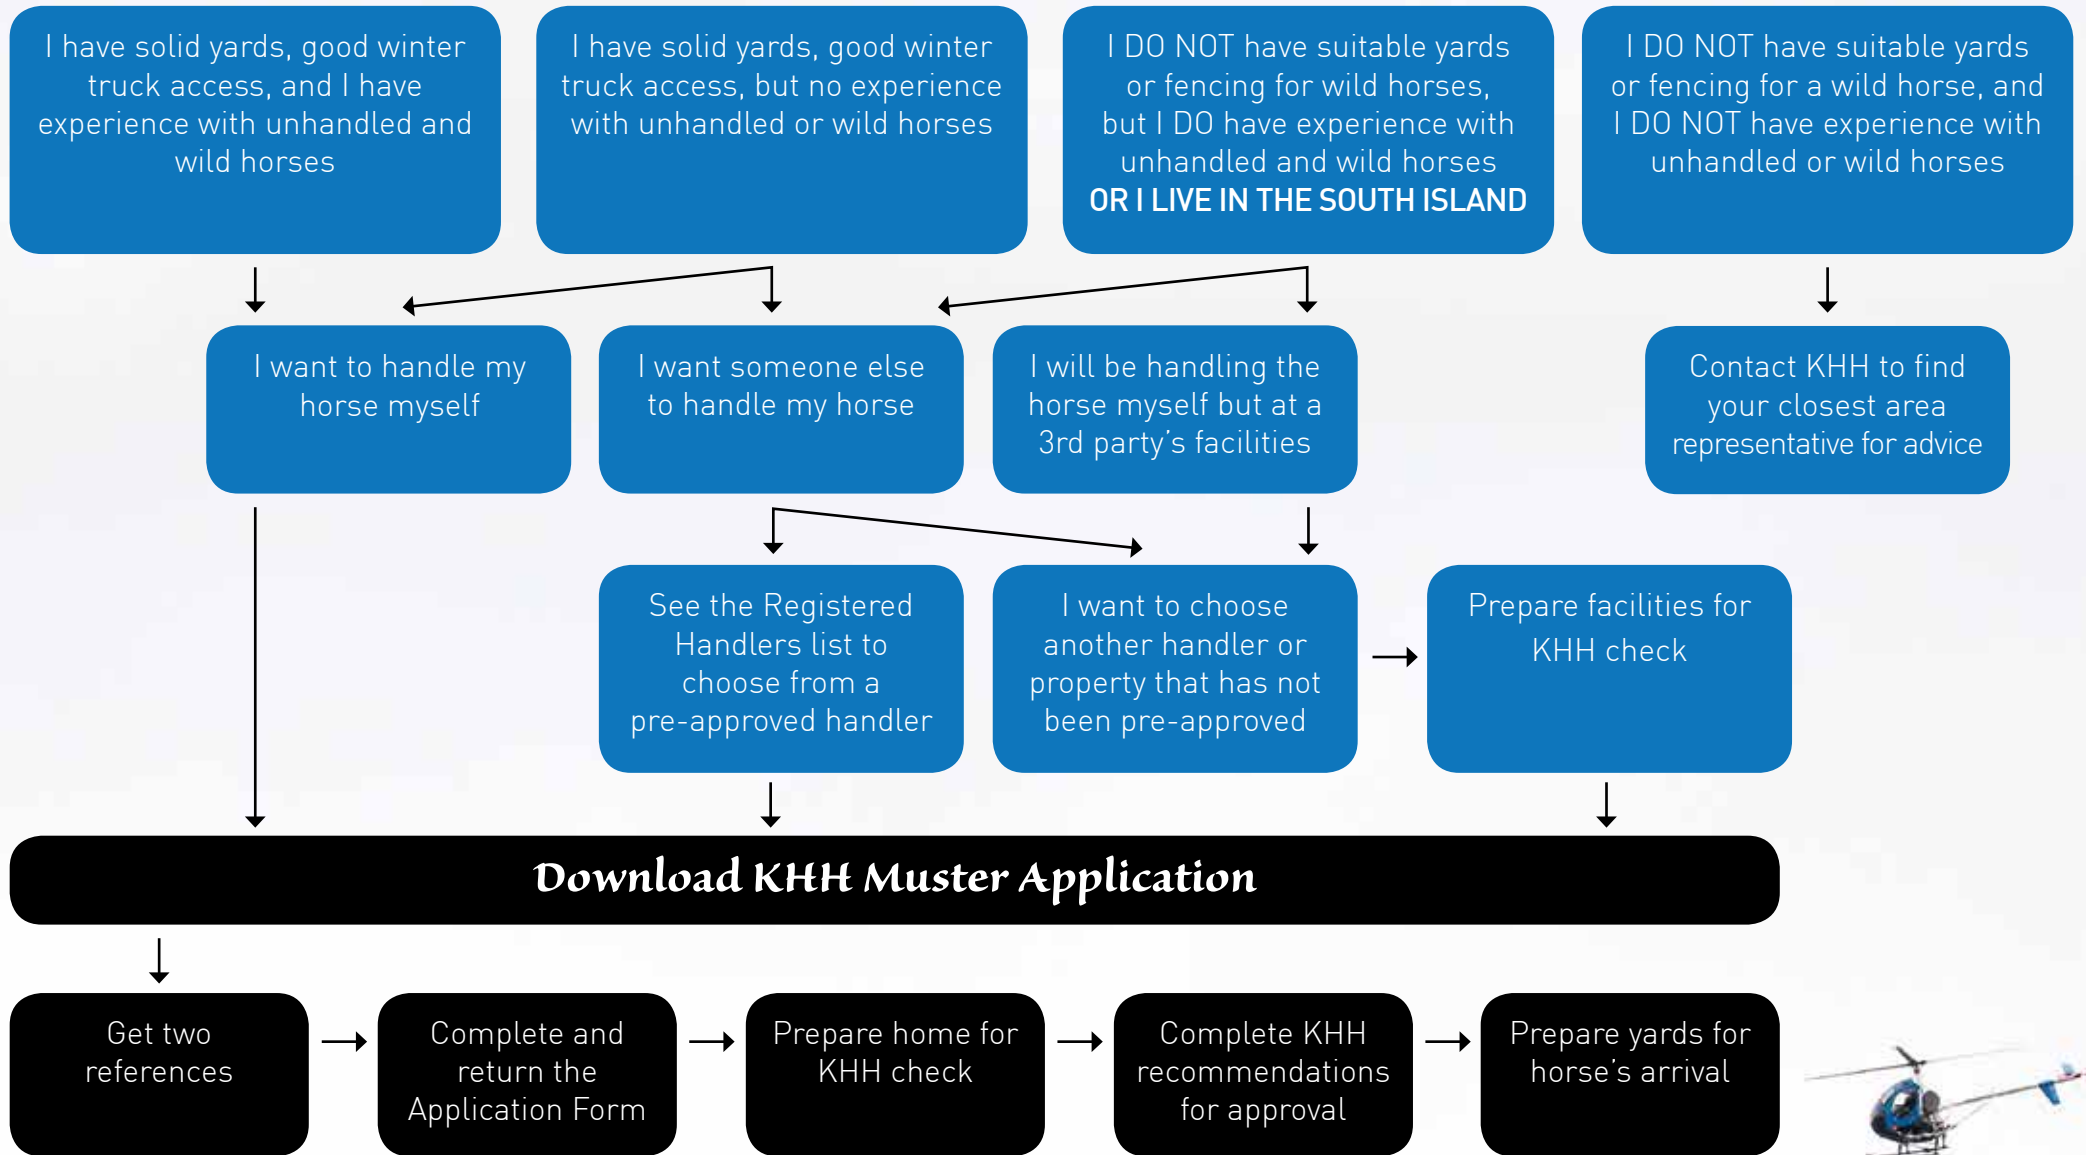 I have solid yards, good winter
truck access, and I have
experience with unhandled and
wild horses
I have solid yards, good winter
truck access, but no experience
with unhandled or wild horses
I DO NOT have suitable yards
or fencing for wild horses,
but I DO have experience with
unhandled and wild horses
OR I LIVE IN THE SOUTH ISLAND
I DO NOT have suitable yards
or fencing for a wild horse, and
I DO NOT have experience with
unhandled or wild horses
I want to handle my
horse myself
I want someone else
to handle my horse
I will be handling the
horse myself but at a
3rd party's facilities
Contact KHH to find
your closest area
representative for advice
See the Registered
Handlers list to
choose from a
pre-approved handler
I want to choose
another handler or
property that has not
been pre-approved
Prepare facilities for
KHH check
Download KHH Muster Application
Get two
references
Complete and
return the
Application Form
Prepare home for
KHH check
Complete KHH
recommendations
for approval
Prepare yards for
horse's arrival